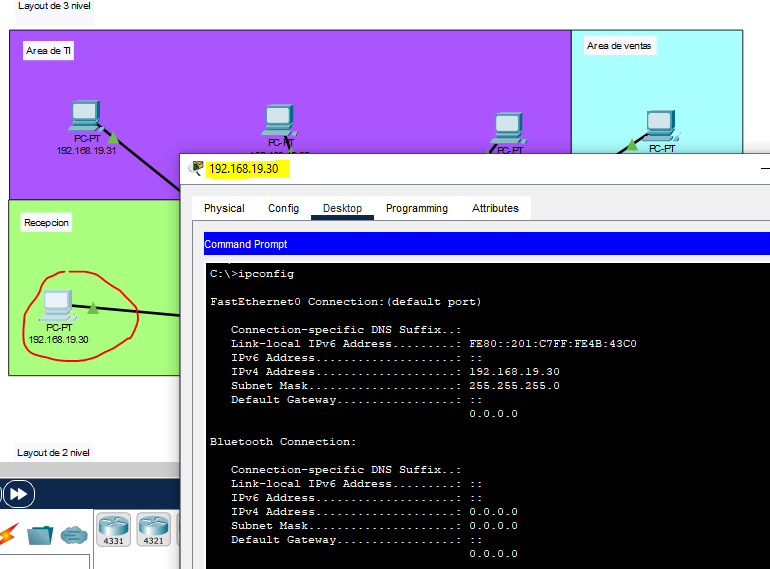 Layout de 3 nivel
Area de TI
Area de ventas
PC-PT
192.168.19.31
PC-PT
PC-PT
PC-PT
Recepcion
PC-PT
192.168.19.30
Layout de 2 nivel
4331
4321
192.168.19.30
Physical
Config
Desktop
Programming
Attributes
Command Prompt
C:\>ipconfig
FastEthernet0 Connection:(default port)
Connection-specific DNS Suffix..:
Link-local IPv6 Address.........: FE80::201:C7FF:FE4B:43C0
IPv6 Address....................: ::
IPv4 Address....................: 192.168.19.30
Subnet Mask.....................: 255.255.255.0
Default Gateway.................: ::
0.0.0.0
Bluetooth Connection:
Connection-specific DNS Suffix..:
Link-local IPv6 Address.........: ::
IPv6 Address....................: ::
IPv4 Address....................: 0.0.0.0
Subnet Mask.....................: 0.0.0.0
Default Gateway.................: ::
0.0.0.0